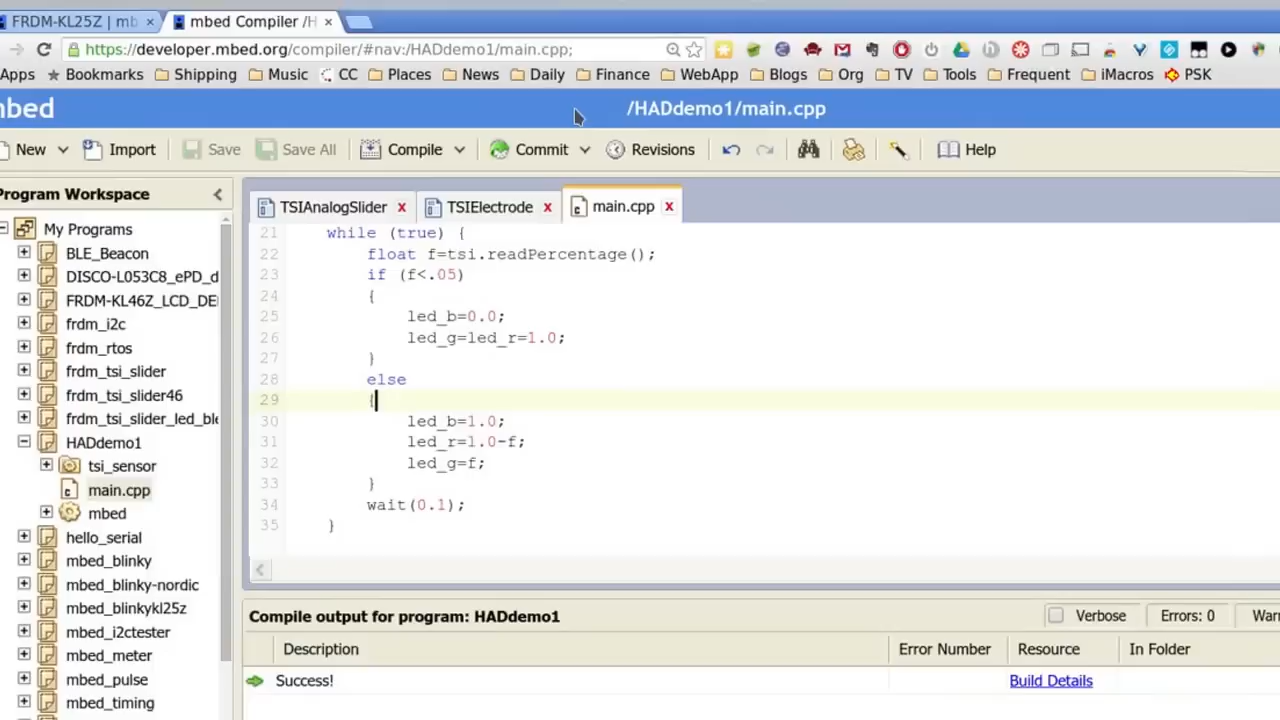 FRDM-KL25Z | mb × mbed Compiler /H ×
https://developer.mbed.org/compiler/#nav:/HADdemo1/main.cpp;
Apps Bookmarks Shipping Music CC Places News Daily Finance WebApp Blogs Org TV Tools Frequent iMacros PSK
mbed /HADdemo1/main.cpp
New Import Save Save All Compile Commit Revisions Help
Program Workspace
TSIAnalogSlider x TSIElectrode x main.cpp x
My Programs
BLE_Beacon
DISCO-L053C8_ePD_d
FRDM-KL46Z_LCD_DE
frdm_i2c
frdm_rtos
frdm_tsi_slider
frdm_tsi_slider46
frdm_tsi_slider_led_ble
HADdemo1
tsi_sensor
main.cpp
mbed
hello_serial
mbed_blinky
mbed_blinky-nordic
mbed_blinkykl25z
mbed_i2ctester
mbed_meter
mbed_pulse
mbed_timing
21 while (true) {
22 float f=tsi.readPercentage();
23 if (f<.05)
24 {
25 led_b=0.0;
26 led_g=led_r=1.0;
27 }
28 else
29 {
30 led_b=1.0;
31 led_r=1.0-f;
32 led_g=f;
33 }
34 wait(0.1);
35 }
Compile output for program: HADdemo1 Verbose Errors: 0 Warn
Description Error Number Resource In Folder
Success! Build Details